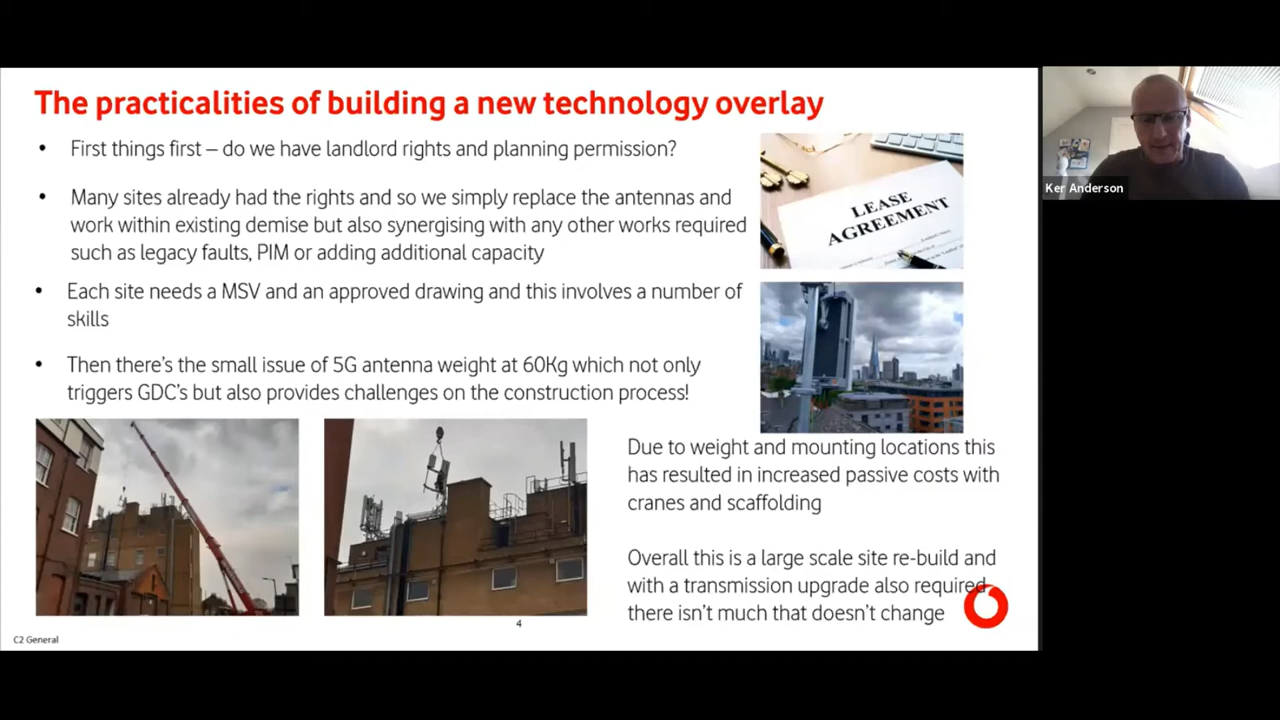 The practicalities of building a new technology overlay
• First things first – do we have landlord rights and planning permission?
• Many sites already had the rights and so we simply replace the antennas and
work within existing demise but also synergising with any other works required
such as legacy faults, PIM or adding additional capacity
• Each site needs a MSV and an approved drawing and this involves a number of
skills
• Then there's the small issue of 5G antenna weight at 60Kg which not only
triggers GDC's but also provides challenges on the construction process!
LEASE
AGREEMENT
Due to weight and mounting locations this
has resulted in increased passive costs with
cranes and scaffolding
Overall this is a large scale site re-build and
with a transmission upgrade also required
there isn't much that doesn't change
4
C2 General
Ker Anderson